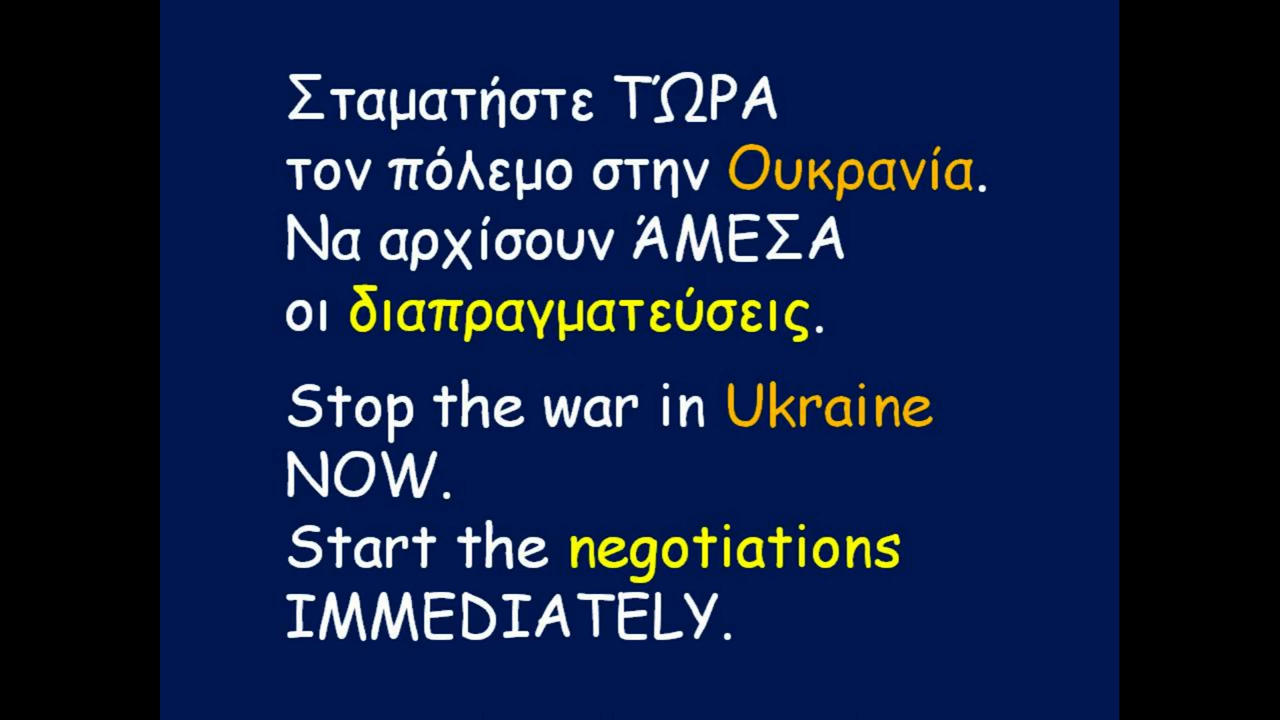 Σταματήστε ΤΏΡΑ
τον πόλεμο στην Ουκρανία.
Να αρχίσουν ΆΜΕΣΑ
οι διαπραγματεύσεις.
Stop the war in Ukraine
NOW.
Start the negotiations
IMMEDIATELY.